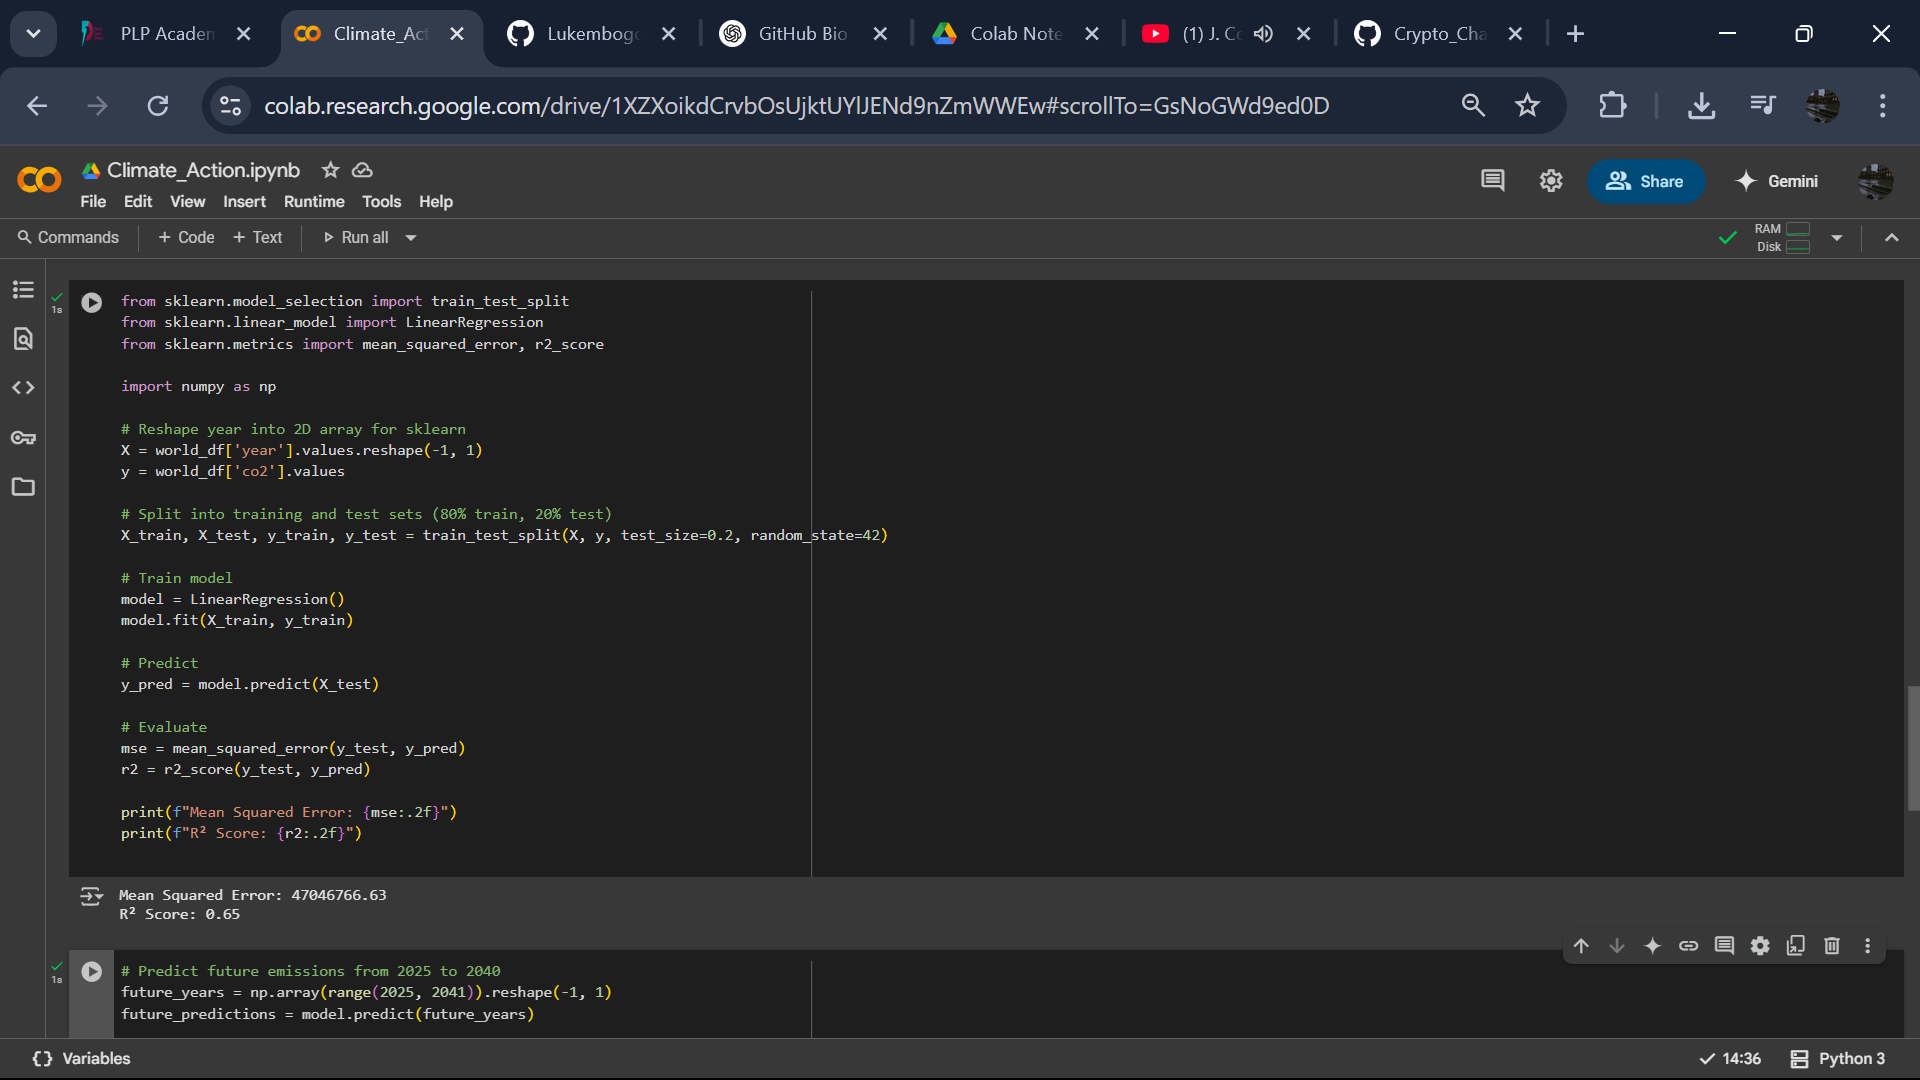 PLP Academ
Climate_Act
Lukembogo
GitHub Bio
Colab Note
(1) J. Co
Crypto_Cha
colab.research.google.com/drive/1XZXoikdCrvbOsUjktUYlJENd9nZmWWEw#scrollTo=GsNoGWd9ed0D
Climate_Action.ipynb
File Edit View Insert Runtime Tools Help
Share
Gemini
Commands + Code + Text Run all
RAM
Disk
1s
from sklearn.model_selection import train_test_split
from sklearn.linear_model import LinearRegression
from sklearn.metrics import mean_squared_error, r2_score
import numpy as np
# Reshape year into 2D array for sklearn
X = world_df['year'].values.reshape(-1, 1)
y = world_df['co2'].values
# Split into training and test sets (80% train, 20% test)
X_train, X_test, y_train, y_test = train_test_split(X, y, test_size=0.2, random_state=42)
# Train model
model = LinearRegression()
model.fit(X_train, y_train)
# Predict
y_pred = model.predict(X_test)
# Evaluate
mse = mean_squared_error(y_test, y_pred)
r2 = r2_score(y_test, y_pred)
print(f"Mean Squared Error: {mse:.2f}")
print(f"R² Score: {r2:.2f}")
Mean Squared Error: 47046766.63
R² Score: 0.65
1s
# Predict future emissions from 2025 to 2040
future_years = np.array(range(2025, 2041)).reshape(-1, 1)
future_predictions = model.predict(future_years)
Variables
14:36
Python 3